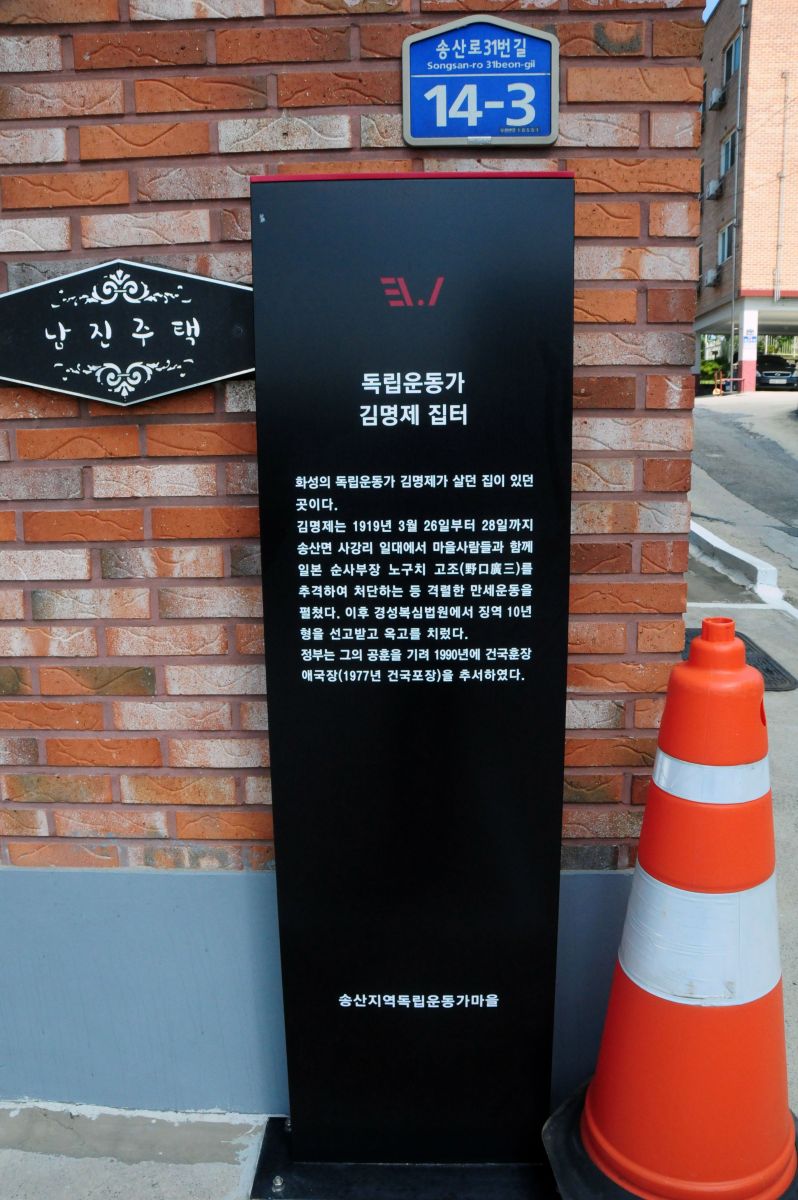 송산로31번길
Songsan-ro 31beon-gil
14-3
남진주택
독립운동가
김명제 집터
화성의 독립운동가 김명제가 살던 집이 있던
곳이다.
김명제는 1919년 3월 26일부터 28일까지
송산면 사강리 일대에서 마을사람들과 함께
일본 순사부장 노구치 고조(野口廣三)를
추격하여 처단하는 등 격렬한 만세운동을
펼쳤다. 이후 경성복심법원에서 징역 10년
형을 선고받고 옥고를 치렀다.
정부는 그의 공훈을 기려 1990년에 건국훈장
애국장(1977년 건국포장)을 추서하였다.
송산지역독립운동가마을